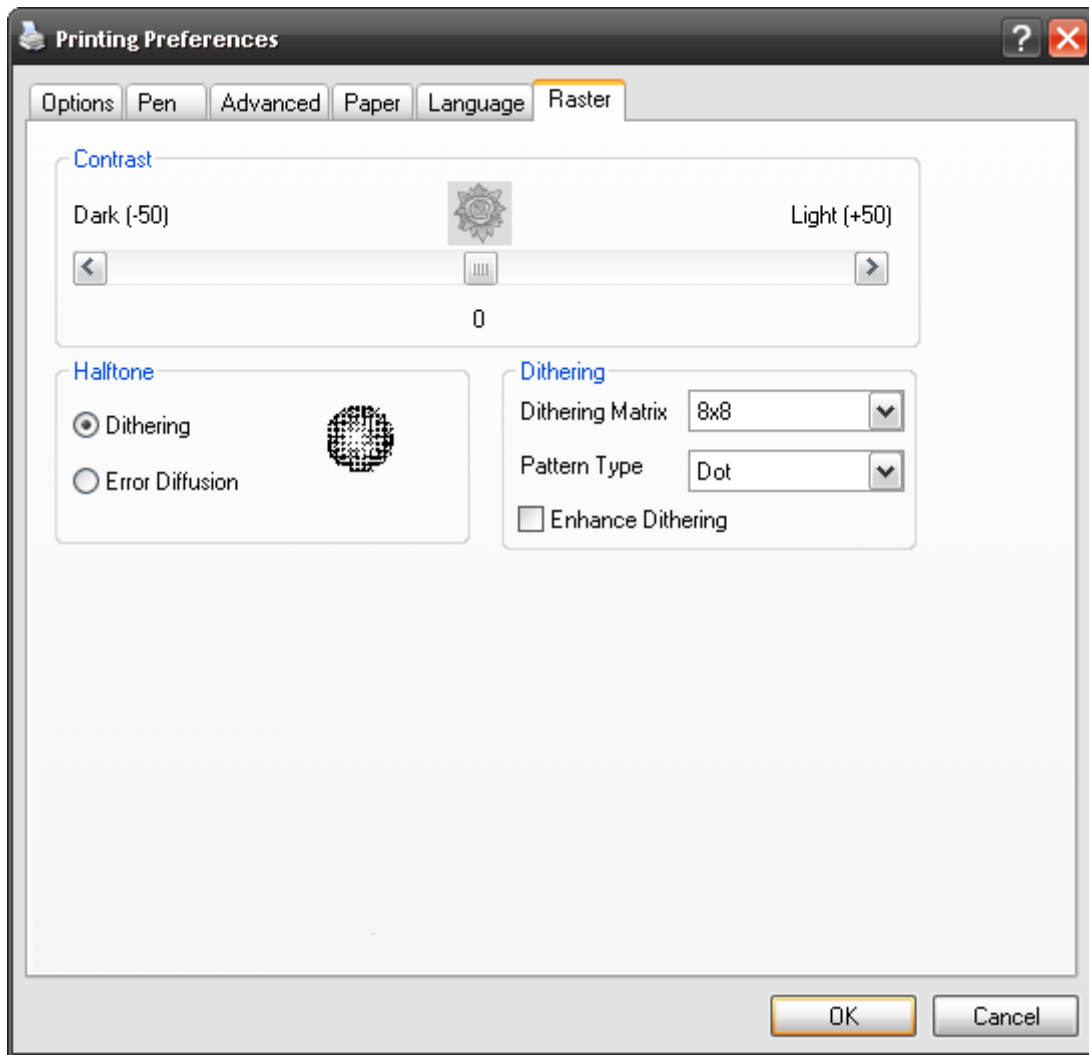 Printing Preferences
Options Pen Advanced Paper Language Raster
Contrast
Dark (-50) Light (+50)
0
Halftone
Dithering
Error Diffusion
Dithering
Dithering Matrix 8x8
Pattern Type Dot
Enhance Dithering
OK Cancel